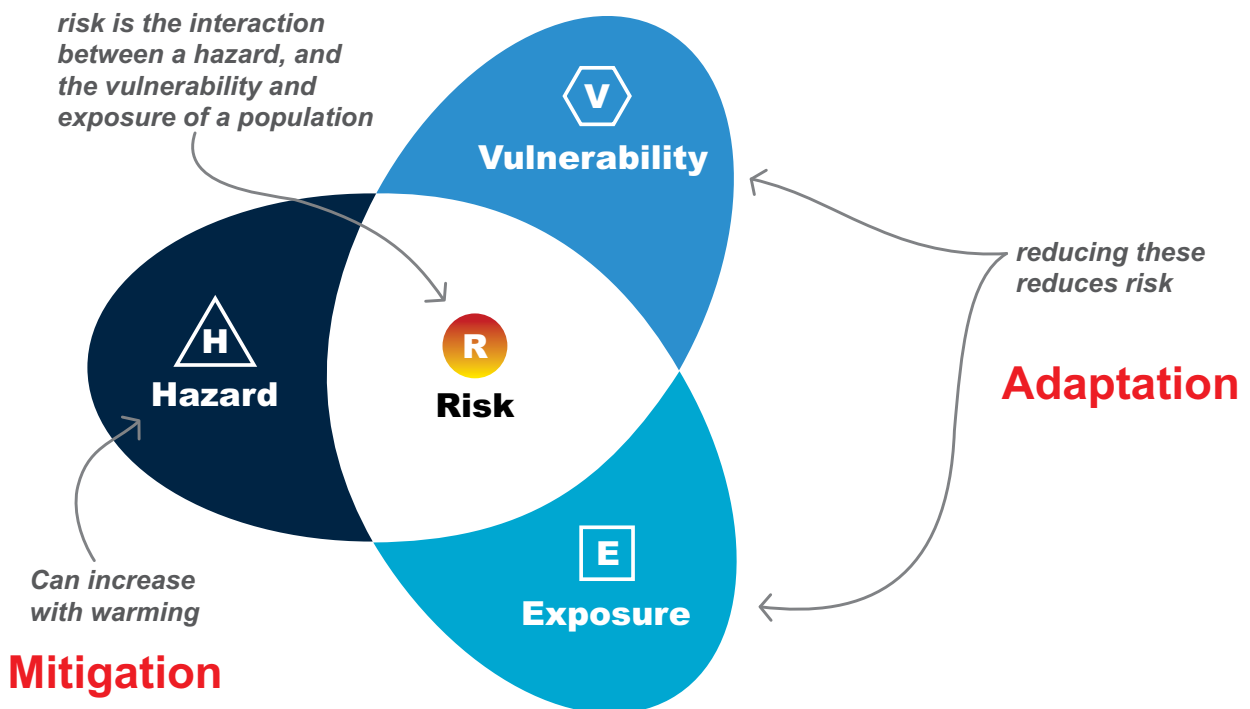 risk is the interaction
between a hazard, and
the vulnerability and
exposure of a population
V
Vulnerability
reducing these
reduces risk
Adaptation
H
Hazard
R
Risk
E
Exposure
Can increase
with warming
Mitigation